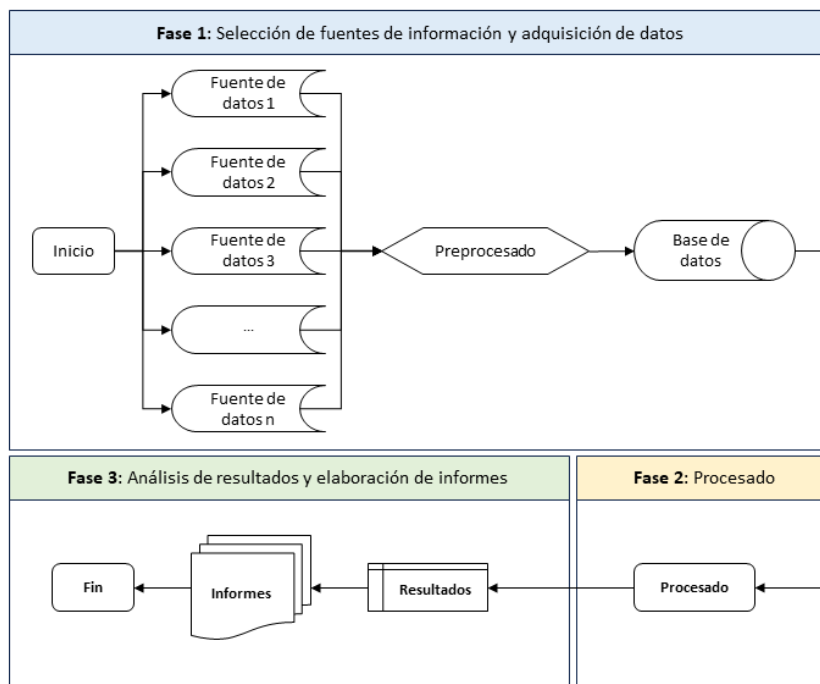 Fase 1: Selección de fuentes de información y adquisición de datos
Fuente de
datos 1
Fuente de
datos 2
Inicio
Fuente de
datos 3
Preprocesado
Base de
datos
...
Fuente de
datos n
Fase 3: Análisis de resultados y elaboración de informes
Fase 2: Procesado
Fin
Informes
Resultados
Procesado